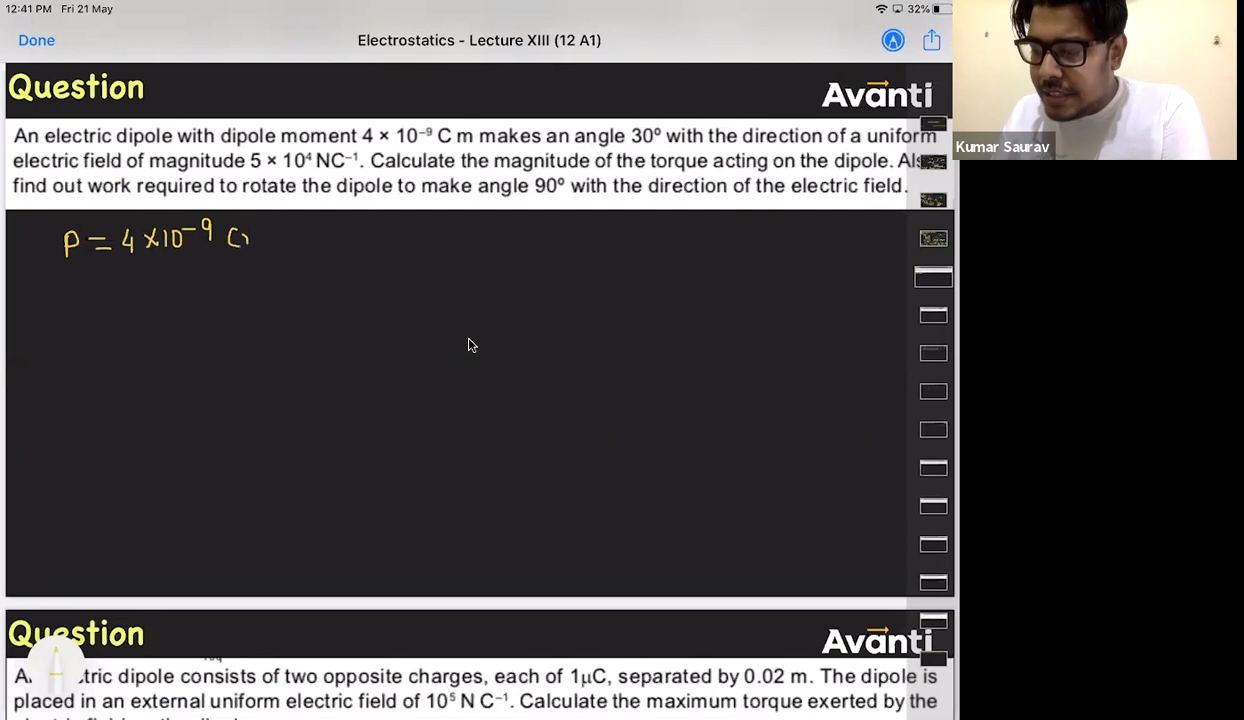 12:41 PM Fri 21 May
32%
Done
Electrostatics - Lecture XIII (12 A1)
Question
Avanti
An electric dipole with dipole moment 4 × 10⁻⁹ C m makes an angle 30º with the direction of a uniform
electric field of magnitude 5 × 10⁴ NC⁻¹. Calculate the magnitude of the torque acting on the dipole.
find out work required to rotate the dipole to make angle 90º with the direction of the electric field.
Kumar Saurav
P = 4 × 10⁻⁹
Question
Avanti
dipole consists of two opposite charges, each of 1μC, separated by 0.02 m. The dipole is
placed in an external uniform electric field of 10⁵ N C⁻¹. Calculate the maximum torque exerted by the